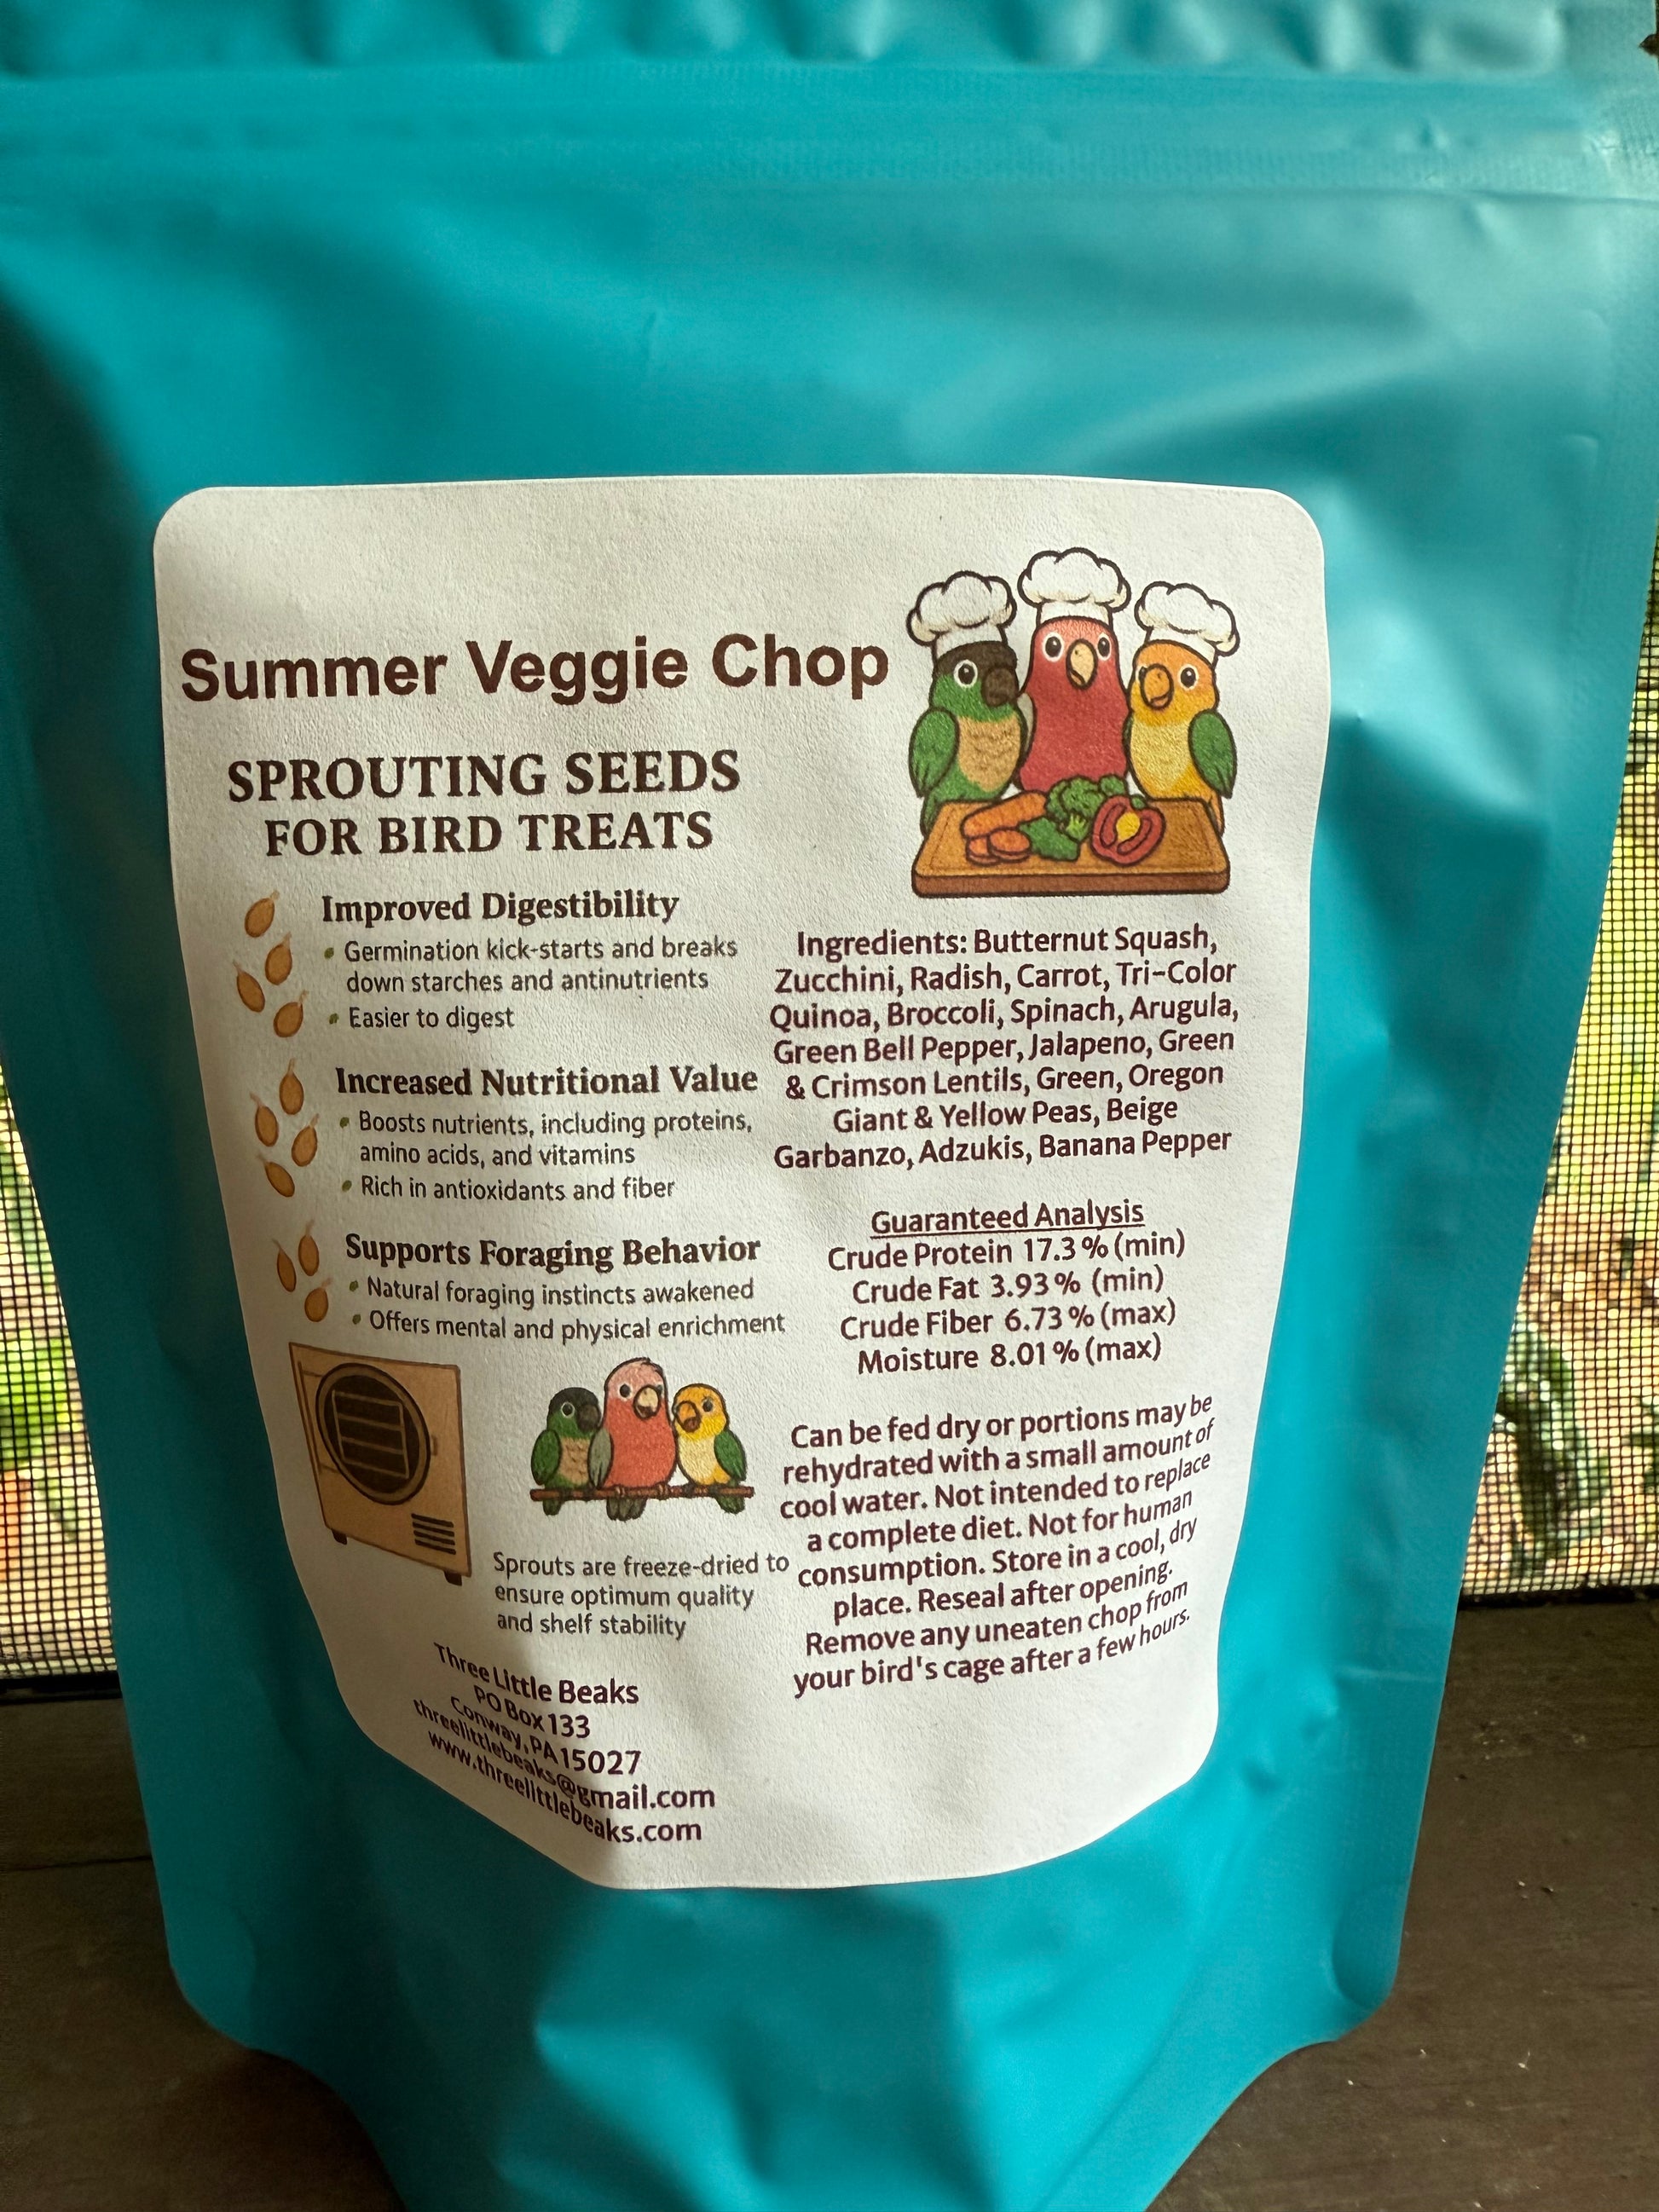 Summer Veggie Chop
SPROUTING SEEDS
FOR BIRD TREATS
Improved Digestibility
• Germination kick-starts and breaks
down starches and antinutrients
• Easier to digest
Increased Nutritional Value
• Boosts nutrients, including proteins,
amino acids, and vitamins
• Rich in antioxidants and fiber
Supports Foraging Behavior
• Natural foraging instincts awakened
• Offers mental and physical enrichment
Sprouts are freeze-dried to
ensure optimum quality
and shelf stability
Three Little Beaks
PO Box 133
Conway, PA 15027
threelittlebeaks@gmail.com
www.threelittlebeaks.com
Ingredients: Butternut Squash,
Zucchini, Radish, Carrot, Tri-Color
Quinoa, Broccoli, Spinach, Arugula,
Green Bell Pepper, Jalapeno, Green
& Crimson Lentils, Green, Oregon
Giant & Yellow Peas, Beige
Garbanzo, Adzukis, Banana Pepper
Guaranteed Analysis
Crude Protein 17.3% (min)
Crude Fat 3.93% (min)
Crude Fiber 6.73% (max)
Moisture 8.01% (max)
Can be fed dry or portions may be
rehydrated with a small amount of
cool water. Not intended to replace
a complete diet. Not for human
consumption. Store in a cool, dry
place. Reseal after opening.
Remove any uneaten chop from
your bird's cage after a few hours.